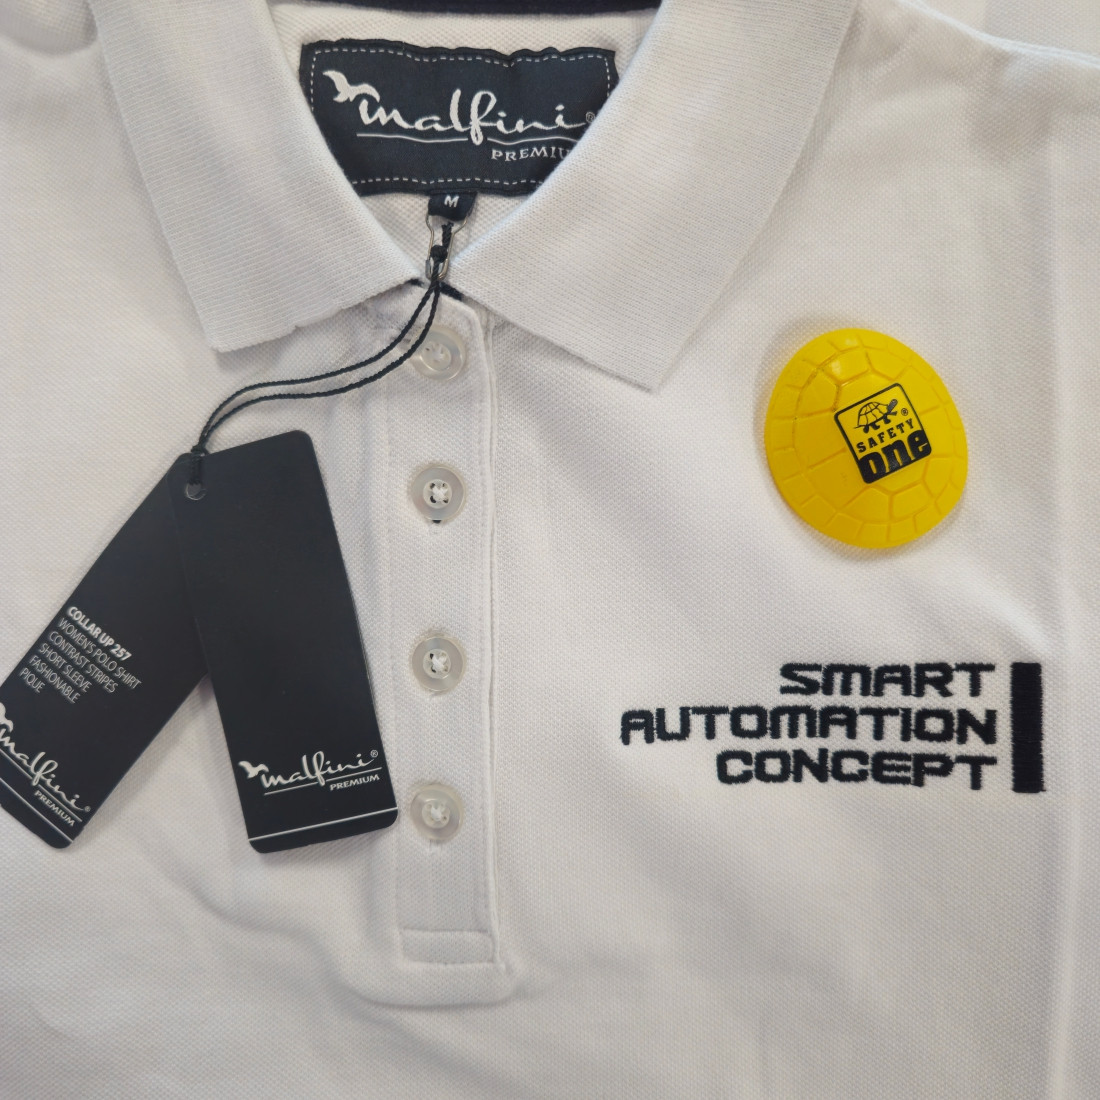 malfini®
PREMIU
M
SAFETY
one
®
COLLAR UP 257
WOMEN'S POLO SHIRT
CONTRAST STRIPES
SHORT SLEEVE
FASHIONABLE
PIQUE
malfini®
PREMIUM
malfini®
PREMIUM
SMART
AUTOMATION
CONCEPT